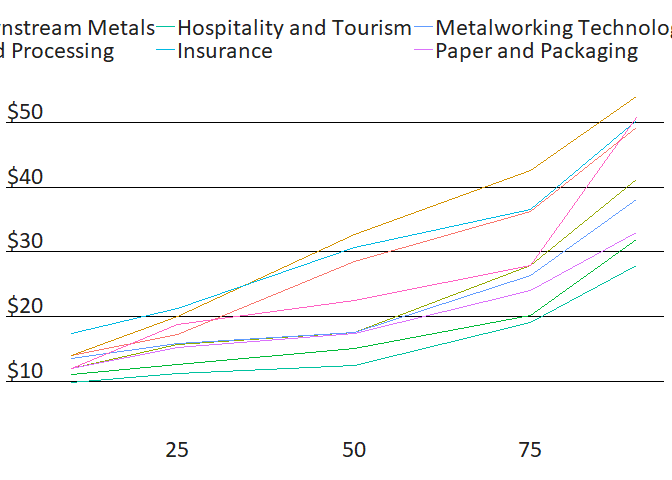 nstream Metals Hospitality and Tourism Metalworking Technolog
d Processing Insurance Paper and Packaging
$50
$40
$30
$20
$10
25 50 75